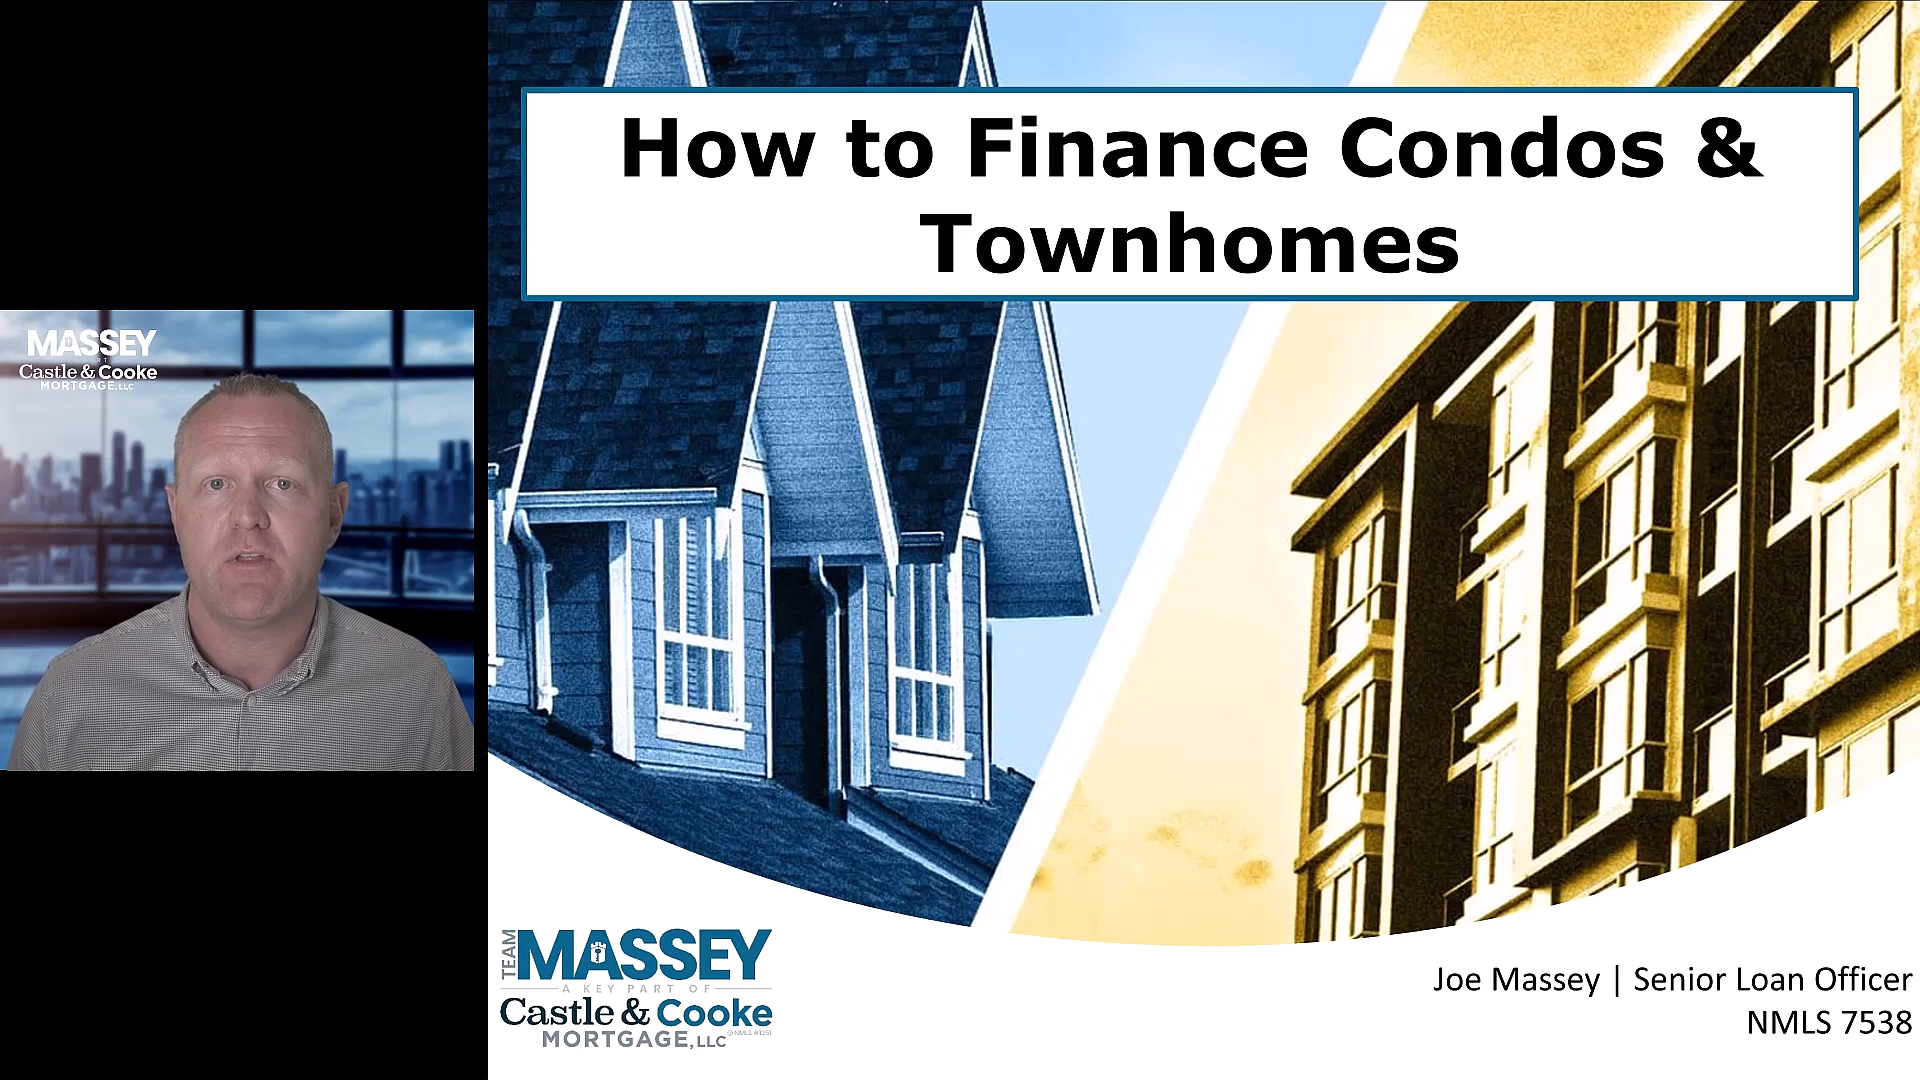 How to Finance Condos &
Townhomes
MASSEY
Castle & Cooke
MORTGAGE, LLC
TEAM
MASSEY
A KEY PART OF
Castle & Cooke
MORTGAGE, LLC
Joe Massey | Senior Loan Officer
NMLS 7538